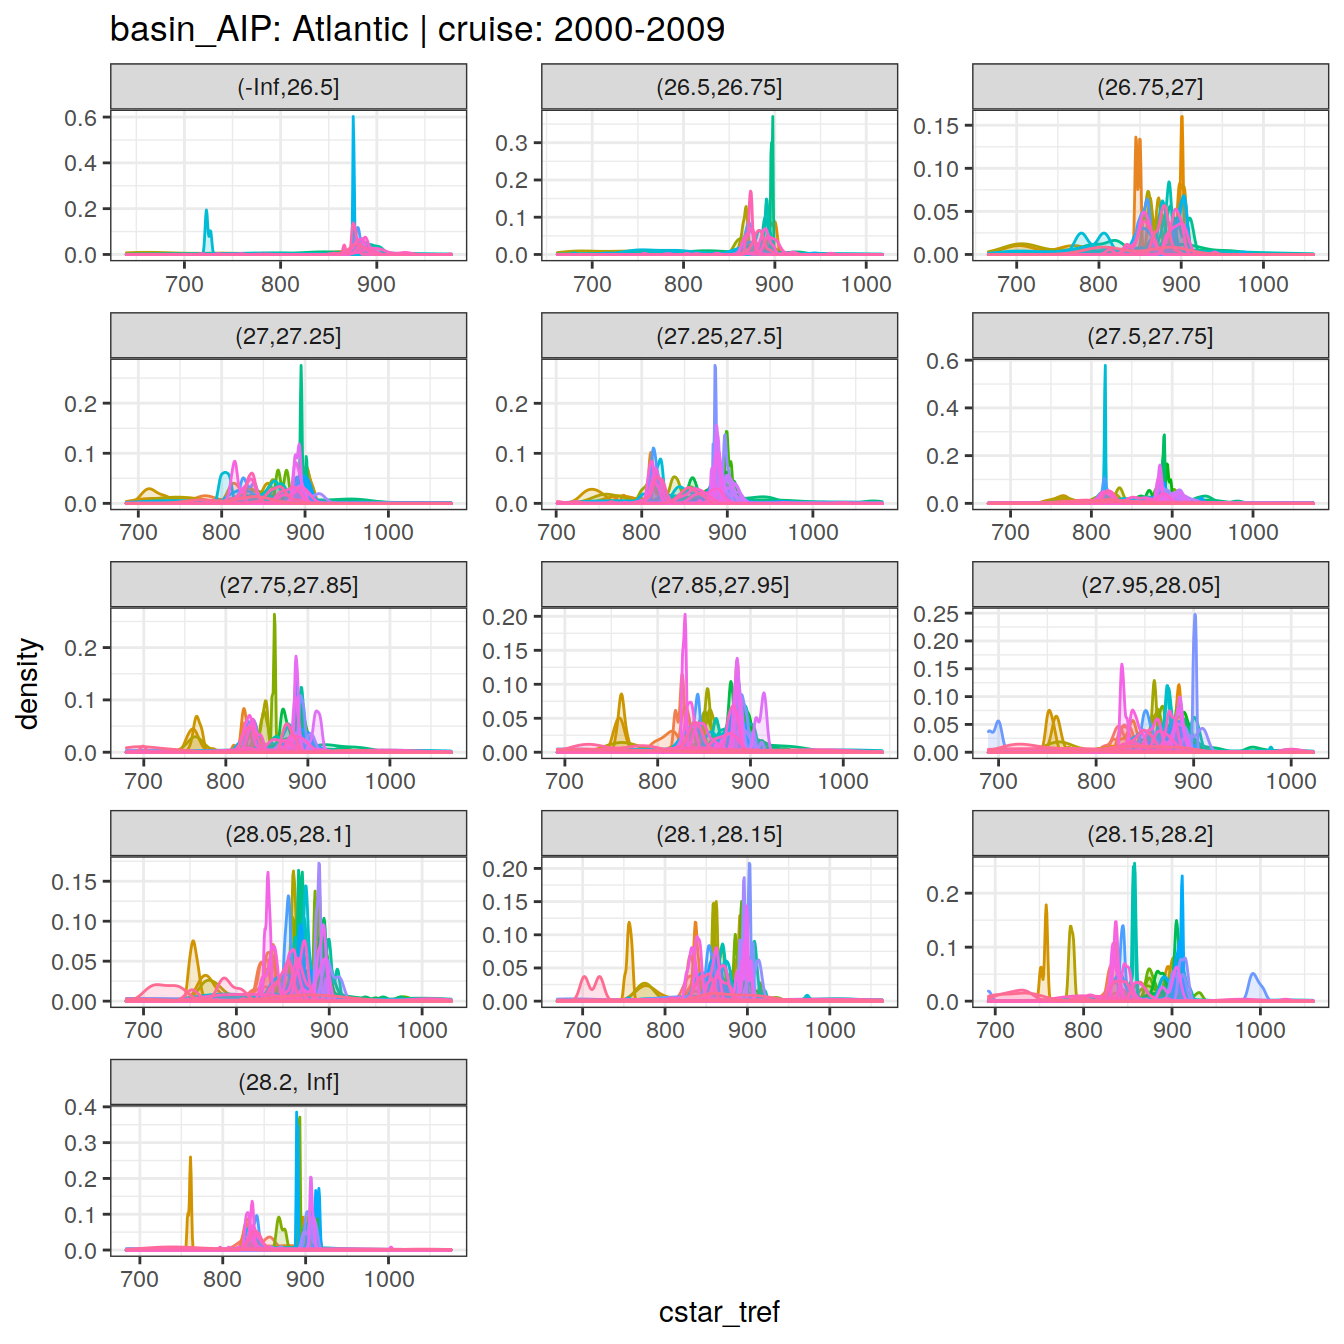 basin_AIP: Atlantic | cruise: 2000-2009
(-Inf,26.5] (26.5,26.75] (26.75,27]
0.6 0.4 0.2 0.0 0.3 0.2 0.1 0.0 0.15 0.10 0.05 0.00
700 800 900 700 800 900 1000 700 800 900 1000
(27,27.25] (27.25,27.5] (27.5,27.75]
0.2 0.1 0.0 0.2 0.1 0.0 0.6 0.4 0.2 0.0
700 800 900 1000 700 800 900 1000 700 800 900 1000
(27.75,27.85] (27.85,27.95] (27.95,28.05]
0.2 0.1 0.0 0.20 0.15 0.10 0.05 0.00 0.25 0.20 0.15 0.10 0.05 0.00
700 800 900 1000 700 800 900 1000 700 800 900 1000
density
(28.05,28.1] (28.1,28.15] (28.15,28.2]
0.15 0.10 0.05 0.00 0.20 0.15 0.10 0.05 0.00 0.2 0.1 0.0
700 800 900 1000 700 800 900 1000 700 800 900 1000
(28.2, Inf]
0.4 0.3 0.2 0.1 0.0
700 800 900 1000
cstar_tref